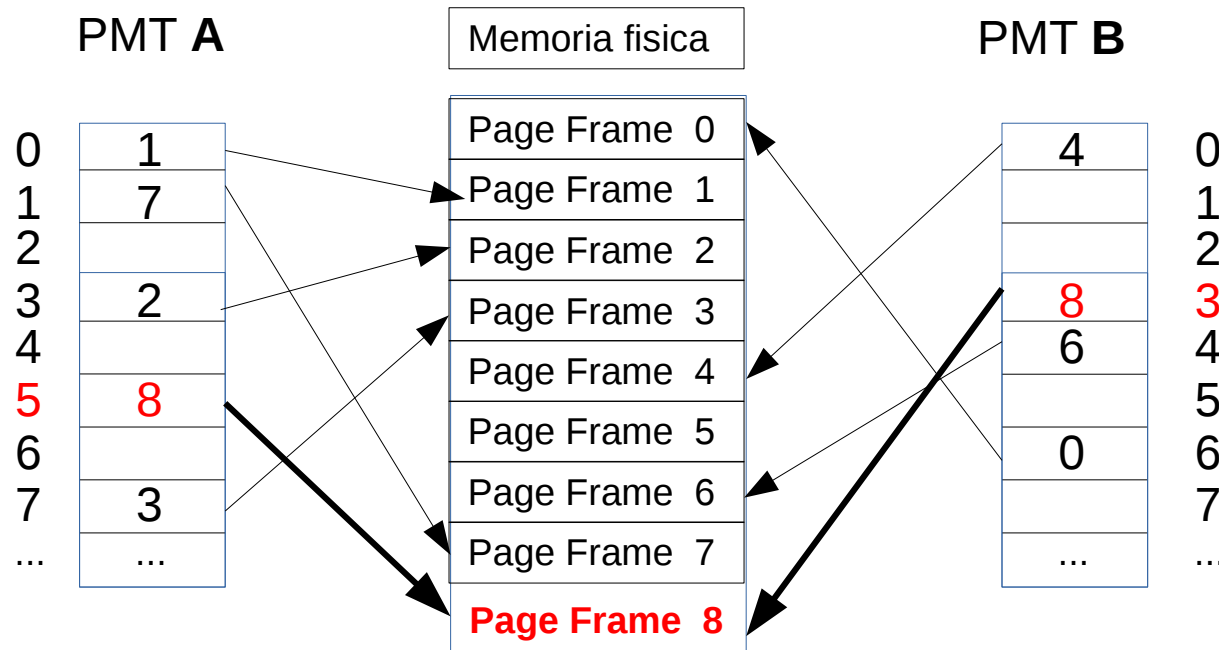 PMT A
Memoria fisica
PMT B
0 1
1 7
2
3 2
4
5 8
6
7 3
... ...
Page Frame 0
Page Frame 1
Page Frame 2
Page Frame 3
Page Frame 4
Page Frame 5
Page Frame 6
Page Frame 7
Page Frame 8
4 0
1
2
8 3
6 4
5
0 6
7
... ...